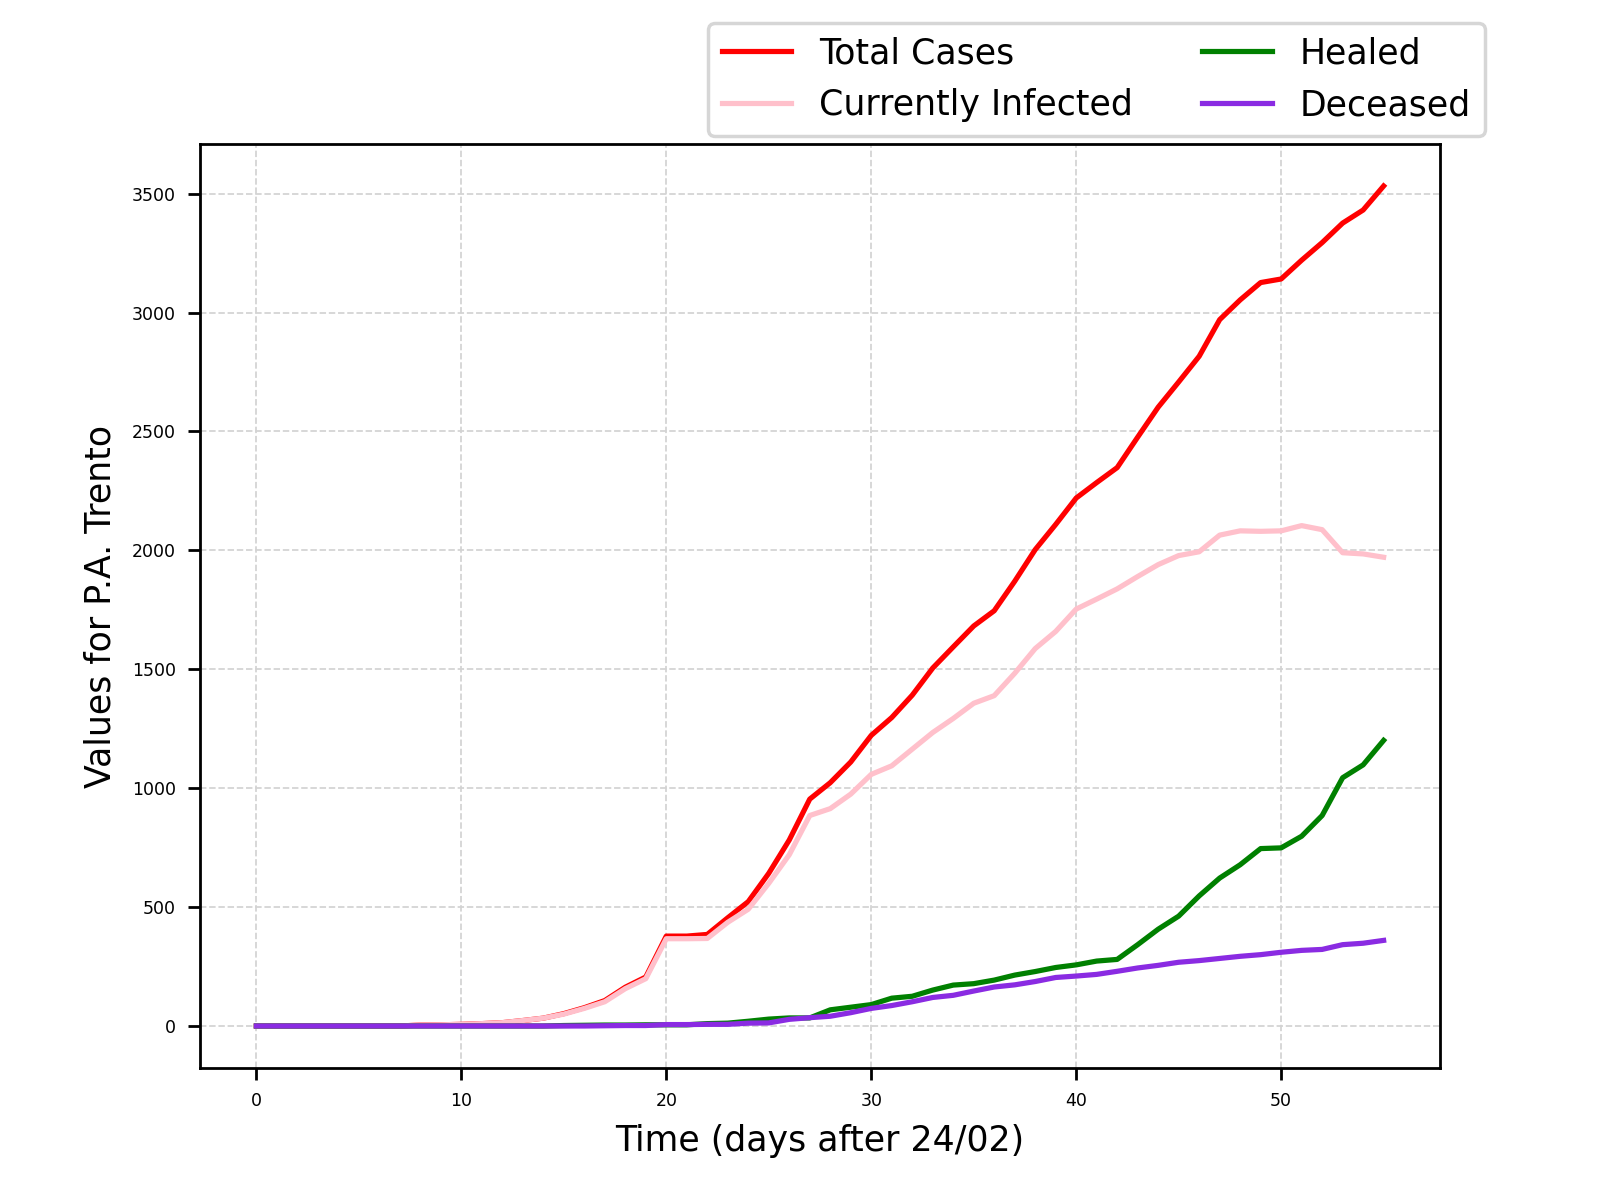 Total Cases
Currently Infected
Healed
Deceased
3500
3000
2500
2000
1500
1000
500
0
Values for P.A. Trento
0 10 20 30 40 50
Time (days after 24/02)